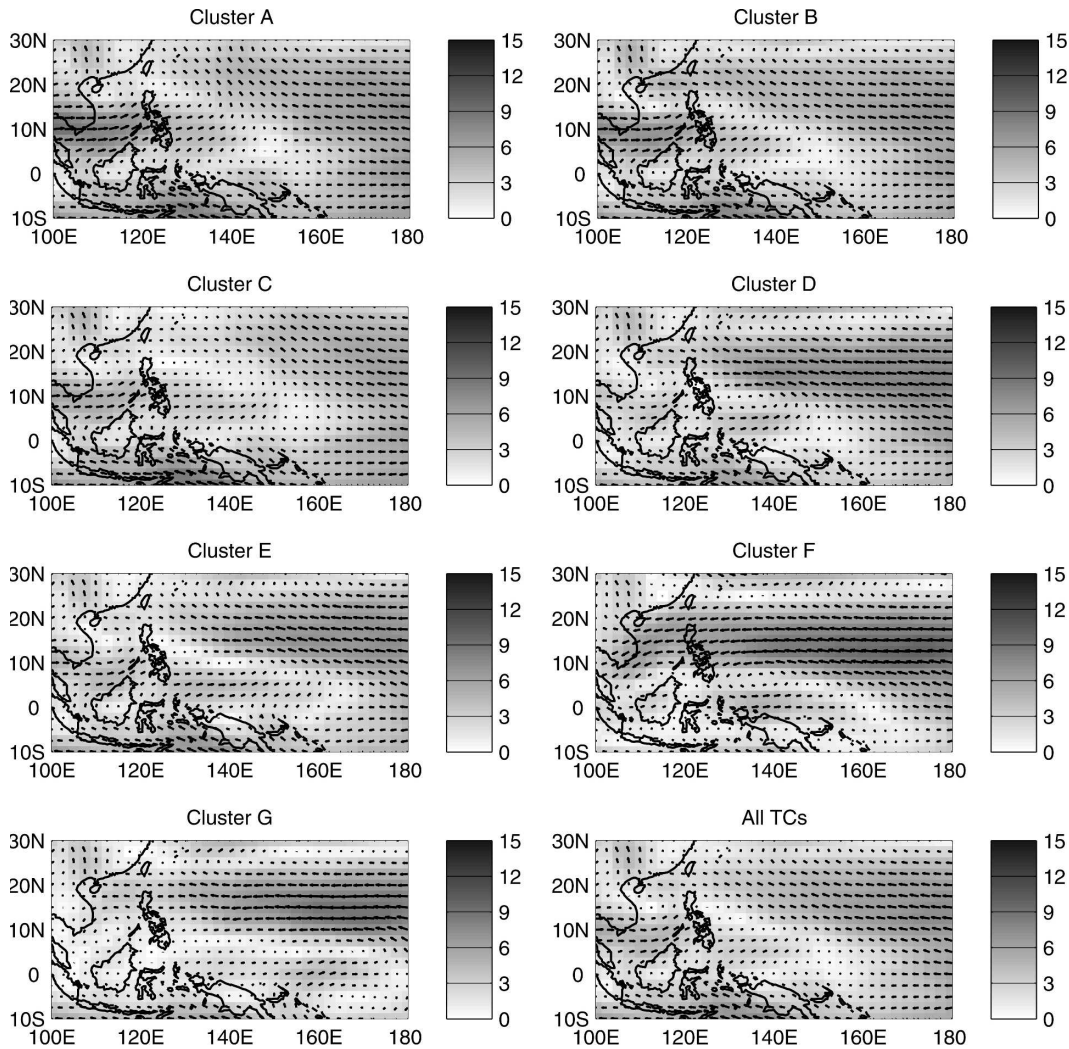 Cluster A
30N
20N
10N
0
10S
100E 120E 140E 160E 180
15
12
9
6
3
0
Cluster B
30N
20N
10N
0
10S
100E 120E 140E 160E 180
15
12
9
6
3
0
Cluster C
30N
20N
10N
0
10S
100E 120E 140E 160E 180
15
12
9
6
3
0
Cluster D
30N
20N
10N
0
10S
100E 120E 140E 160E 180
15
12
9
6
3
0
Cluster E
30N
20N
10N
0
10S
100E 120E 140E 160E 180
15
12
9
6
3
0
Cluster F
30N
20N
10N
0
10S
100E 120E 140E 160E 180
15
12
9
6
3
0
Cluster G
30N
20N
10N
0
10S
100E 120E 140E 160E 180
15
12
9
6
3
0
All TCs
30N
20N
10N
0
10S
100E 120E 140E 160E 180
15
12
9
6
3
0